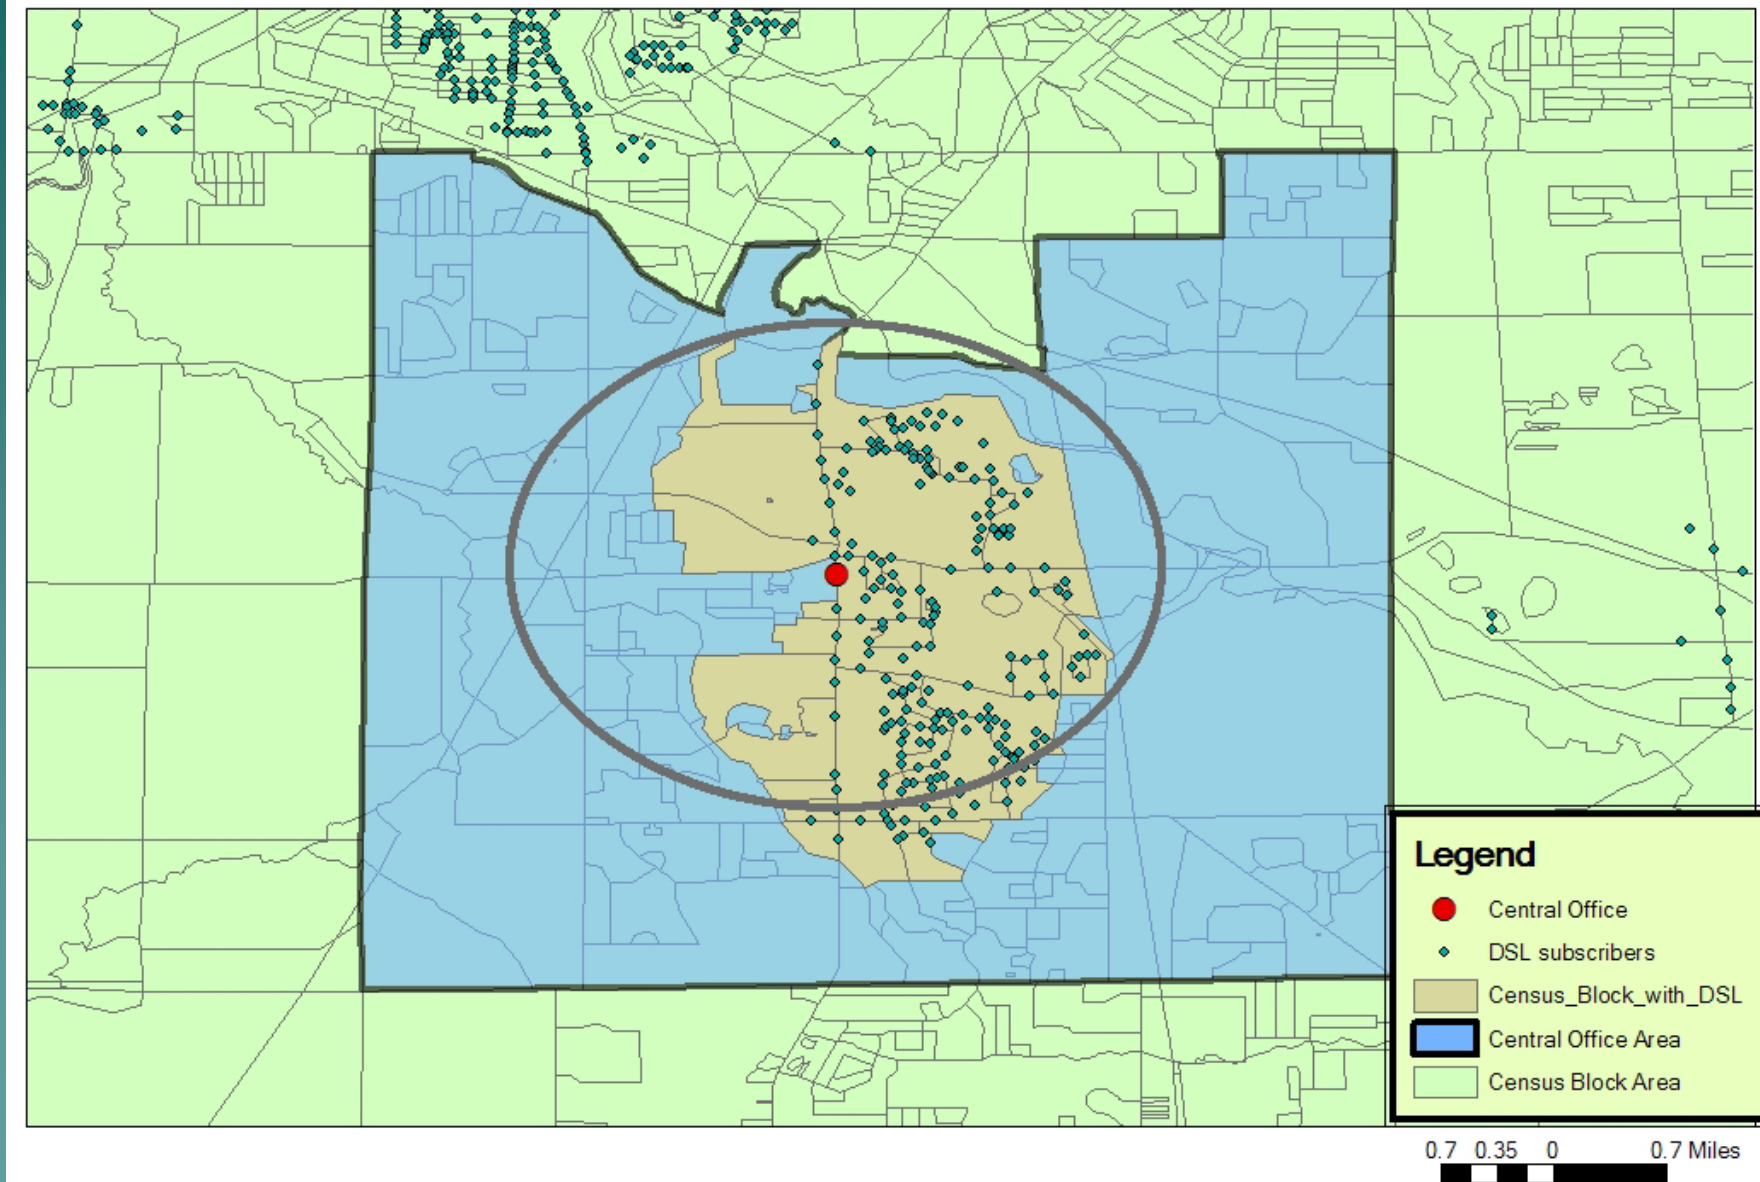 Legend
Central Office
DSL subscribers
Census_Block_with_DSL
Central Office Area
Census Block Area
0.7 0.35 0 0.7 Miles